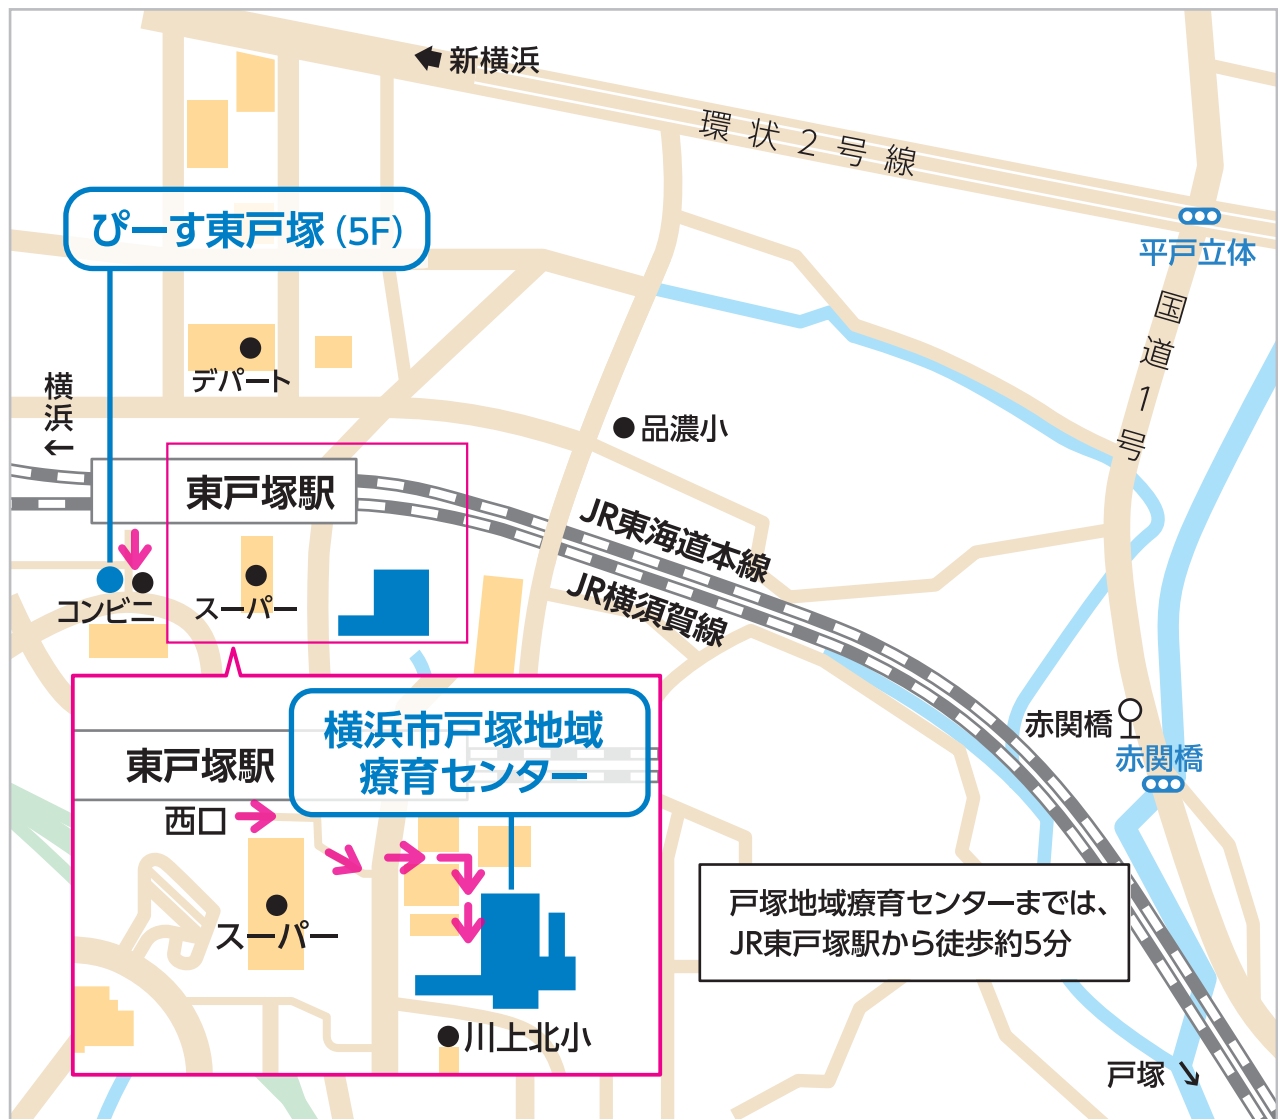 新横浜
環状2号線
ぴーす東戸塚(5F)
平戸立体
国道1号
デパート
横浜
品濃小
東戸塚駅
JR東海道本線
JR横須賀線
コンビニ
スーパー
横浜市戸塚地域
療育センター
東戸塚駅
西口
赤関橋
赤関橋
スーパー
戸塚地域療育センターまでは、
JR東戸塚駅から徒歩約5分
川上北小
戸塚